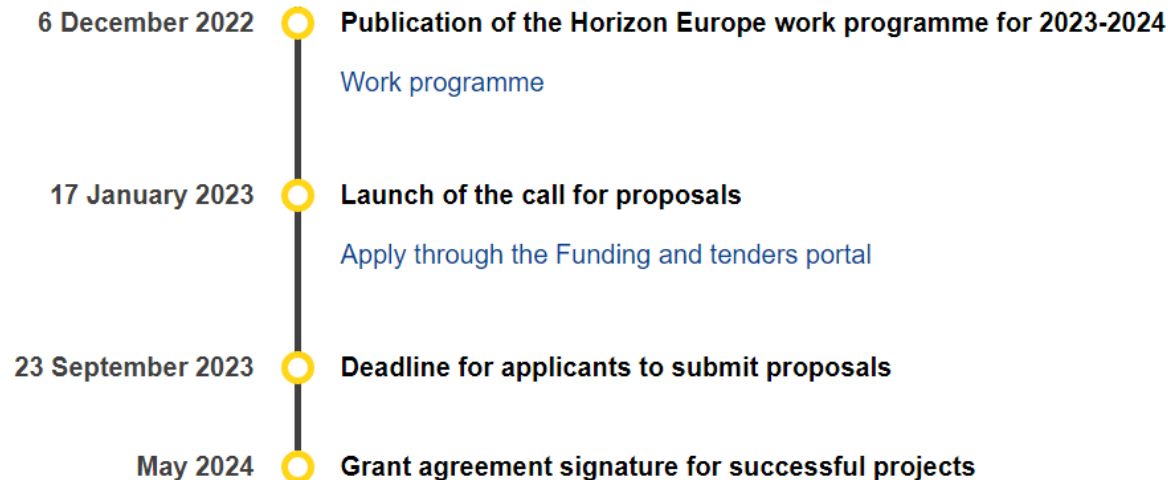 6 December 2022
Publication of the Horizon Europe work programme for 2023-2024
Work programme
17 January 2023
Launch of the call for proposals
Apply through the Funding and tenders portal
23 September 2023
Deadline for applicants to submit proposals
May 2024
Grant agreement signature for successful projects